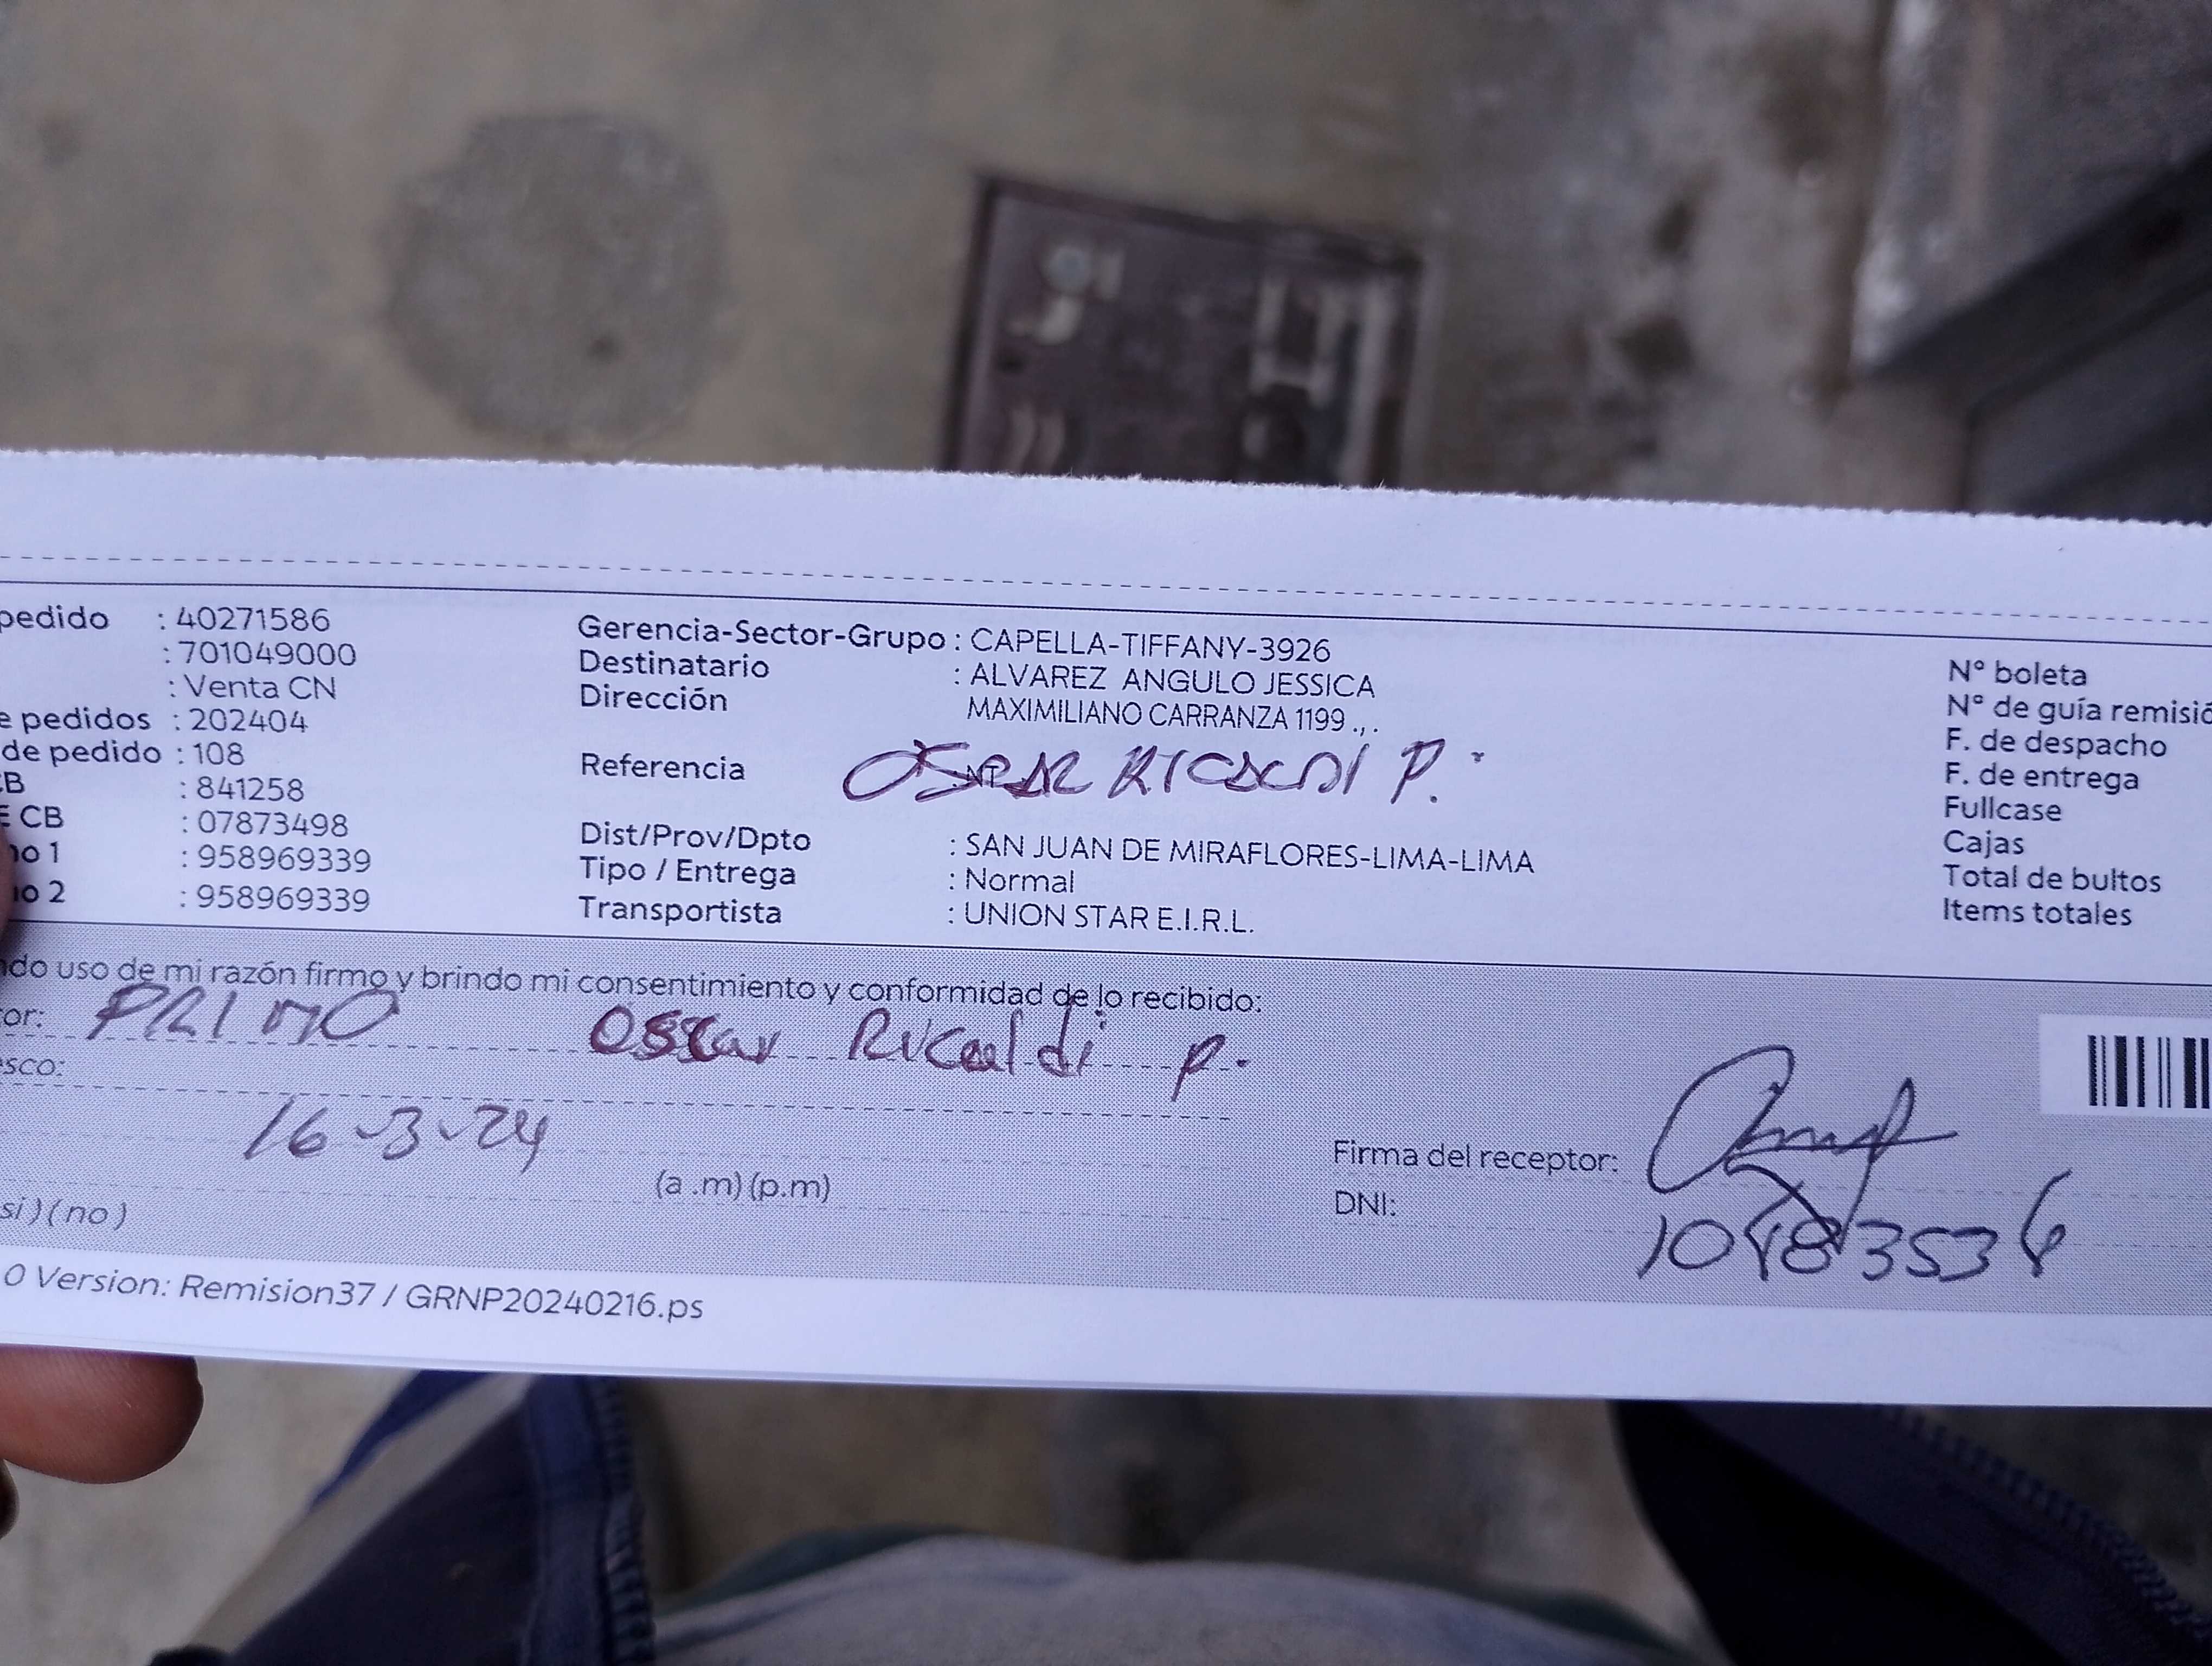 pedido : 40271586
: 701049000
: Venta CN
e pedidos : 202404
de pedido : 108
CB : 841258
E CB : 07873498
no 1 : 958969339
no 2 : 958969339
Gerencia-Sector-Grupo : CAPELLA-TIFFANY-3926
Destinatario : ALVAREZ ANGULO JESSICA
Dirección MAXIMILIANO CARRANZA 1199 .,.
Referencia OSCAR RICALDI P.
Dist/Prov/Dpto : SAN JUAN DE MIRAFLORES-LIMA-LIMA
Tipo / Entrega : Normal
Transportista : UNION STAR E.I.R.L.
N° boleta
N° de guía remisió
F. de despacho
F. de entrega
Fullcase
Cajas
Total de bultos
Items totales
ndo uso de mi razón firmo y brindo mi consentimiento y conformidad de lo recibido:
tor: PRIMO Oscar Ricaldi P.
esco:
16-3-24
(a .m) (p.m)
si ) ( no )
Firma del receptor:
DNI:
0 Version: Remision37 / GRNP20240216.ps